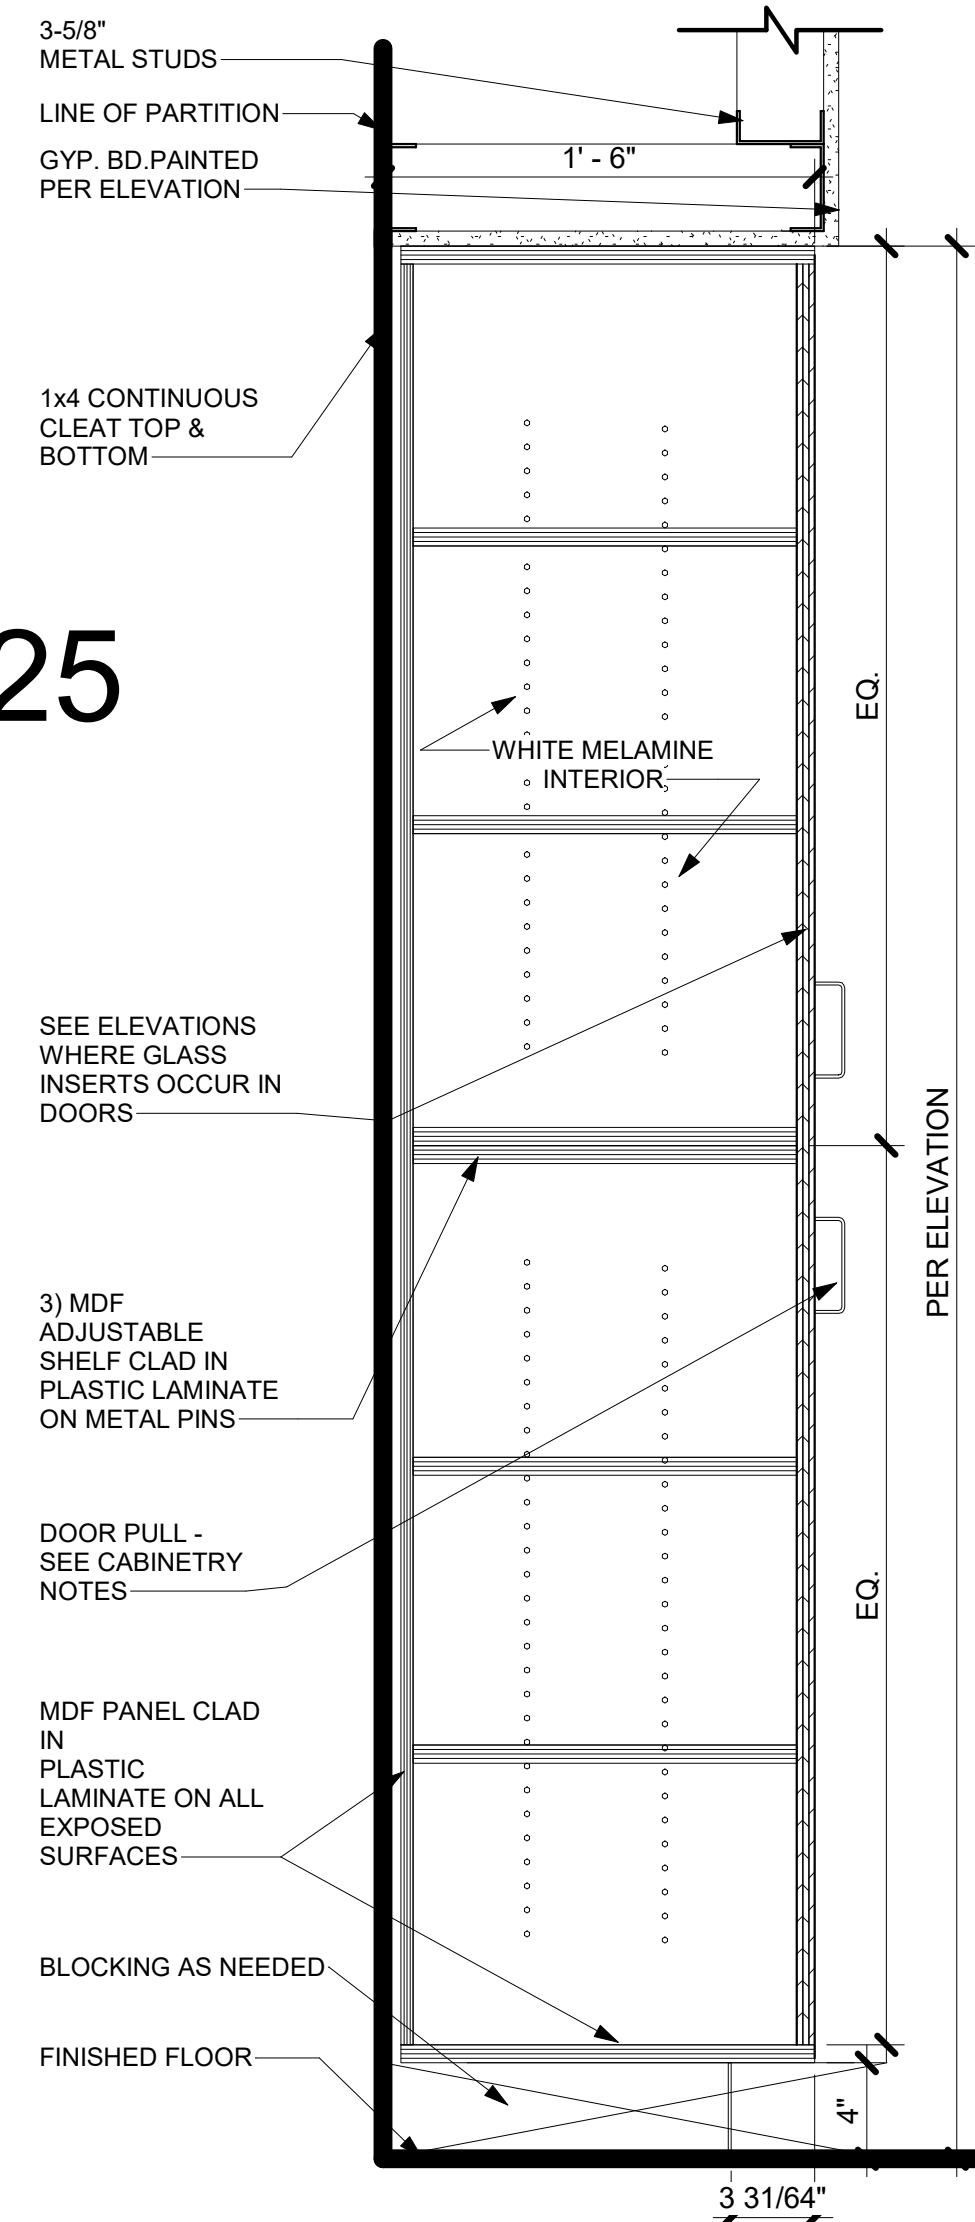 3-5/8"
METAL STUDS
LINE OF PARTITION
GYP. BD.PAINTED
PER ELEVATION
1' - 6"
1x4 CONTINUOUS
CLEAT TOP &
BOTTOM
25
EQ.
WHITE MELAMINE
INTERIOR
SEE ELEVATIONS
WHERE GLASS
INSERTS OCCUR IN
DOORS
PER ELEVATION
3) MDF
ADJUSTABLE
SHELF CLAD IN
PLASTIC LAMINATE
ON METAL PINS
DOOR PULL -
SEE CABINETRY
NOTES
EQ.
MDF PANEL CLAD
IN
PLASTIC
LAMINATE ON ALL
EXPOSED
SURFACES
BLOCKING AS NEEDED
FINISHED FLOOR
4"
3 31/64"